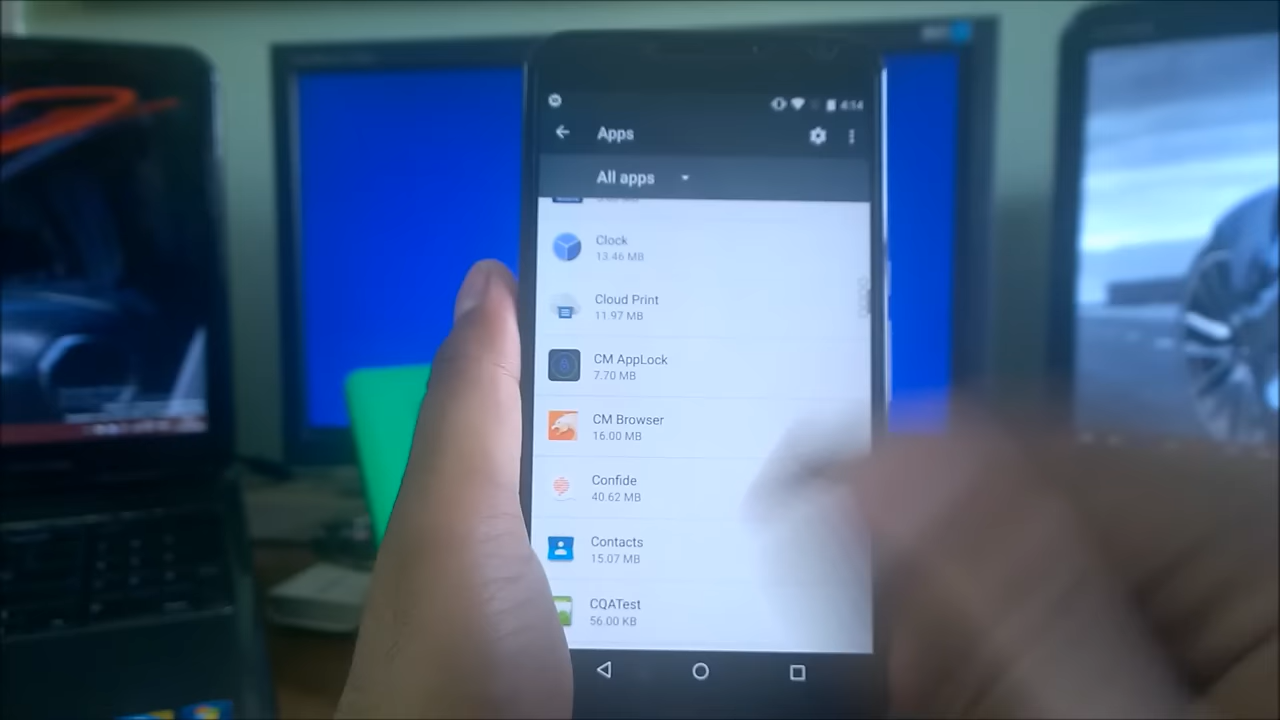 4:14
Apps
All apps
Clock
13.46 MB
Cloud Print
11.97 MB
CM AppLock
7.70 MB
CM Browser
16.00 MB
Confide
40.62 MB
Contacts
15.07 MB
CQATest
56.00 KB